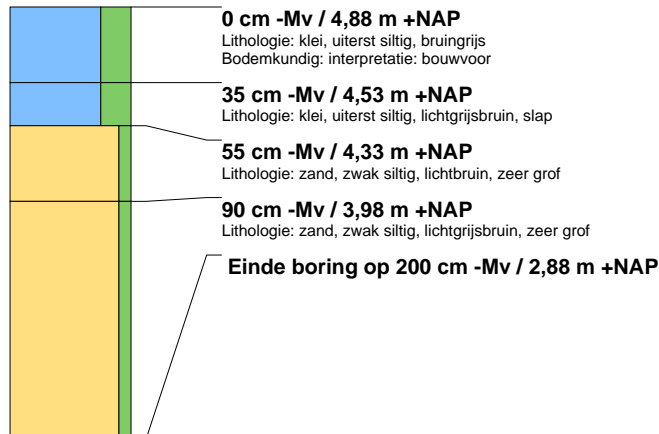 0 cm -Mv / 4,88 m +NAP
Lithologie: klei, uiterst siltig, bruingrijs
Bodemkundig: interpretatie: bouwvoor
35 cm -Mv / 4,53 m +NAP
Lithologie: klei, uiterst siltig, lichtgrijsbruin, slap
55 cm -Mv / 4,33 m +NAP
Lithologie: zand, zwak siltig, lichtbruin, zeer grof
90 cm -Mv / 3,98 m +NAP
Lithologie: zand, zwak siltig, lichtgrijsbruin, zeer grof
Einde boring op 200 cm -Mv / 2,88 m +NAP